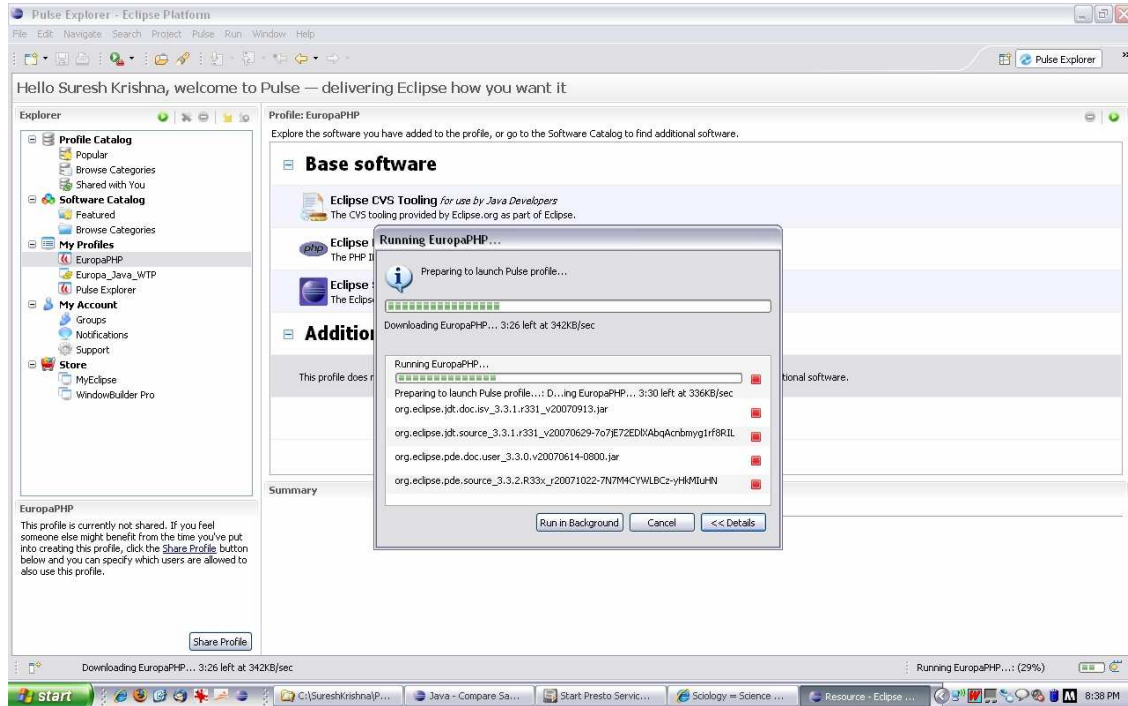 Pulse Explorer - Eclipse Platform
File Edit Navigate Search Project Pulse Run Window Help
Pulse Explorer
Hello Suresh Krishna, welcome to Pulse — delivering Eclipse how you want it
Explorer
Profile Catalog
Popular
Browse Categories
Shared with You
Software Catalog
Featured
Browse Categories
My Profiles
EuropaPHP
Europa_Java_WTP
Pulse Explorer
My Account
Groups
Notifications
Support
Store
MyEclipse
WindowBuilder Pro
EuropaPHP
This profile is currently not shared. If you feel
someone else might benefit from the time you've put
into creating this profile, click the Share Profile button
below and you can specify which users are allowed to
also use this profile.
Share Profile
Profile: EuropaPHP
Explore the software you have added to the profile, or go to the Software Catalog to find additional software.
Base software
Eclipse CVS Tooling for use by Java Developers
The CVS tooling provided by Eclipse.org as part of Eclipse.
php
Eclipse
The PHP I
Eclipse
The Eclips
Additio
This profile does
tional software.
Summary
Running EuropaPHP...
Preparing to launch Pulse profile...
Downloading EuropaPHP... 3:26 left at 342KB/sec
Running EuropaPHP...
Preparing to launch Pulse profile...: D...ing EuropaPHP... 3:30 left at 336KB/sec
org.eclipse.jdt.doc.isv_3.3.1.r331_v20070913.jar
org.eclipse.jdt.source_3.3.1.r331_v20070629-7o7jE72EDlXAbqAcnbmyg1rf8RIL
org.eclipse.pde.doc.user_3.3.0.v20070614-0800.jar
org.eclipse.pde.source_3.3.2.R33x_r20071022-7N7M4CYWLBCz-yHkMIuHN
Run in Background
Cancel
<< Details
Downloading EuropaPHP... 3:26 left at 342KB/sec
Running EuropaPHP...: (29%)
start
C:\SureshKrishna\P...
Java - Compare Sa...
Start Presto Servic...
Sciology = Science ...
Resource - Eclipse ...
8:38 PM